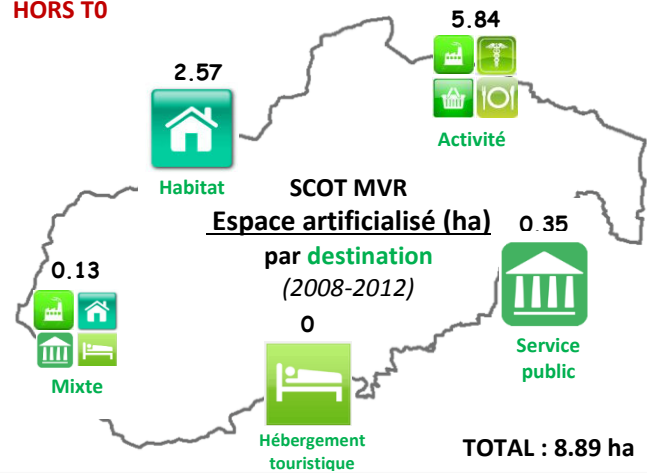 HORS T0
5.84
2.57
Activité
Habitat
SCOT MVR
Espace artificialisé (ha)
par destination
(2008-2012)
0.35
0.13
0
Service
public
Mixte
Hébergement
touristique
TOTAL : 8.89 ha